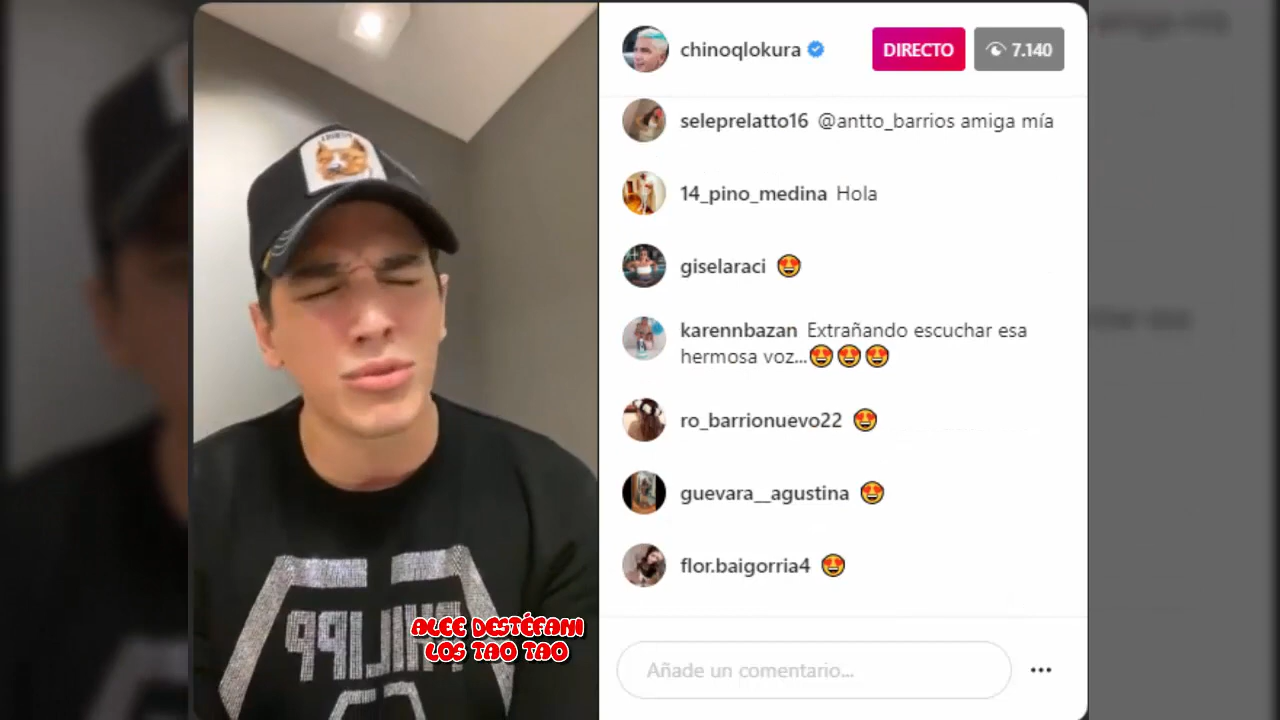 chinoqlokura
DIRECTO
7.140
seleprelatto16 @antto_barrios amiga mía
14_pino_medina Hola
giselaraci 😍
karennbazan Extrañando escuchar esa
hermosa voz...😍😍😍
ro_barrionuevo22 😍
guevara__agustina 😍
flor.baigorria4 😍
Añade un comentario...
PHILIPP
ALEE DESTÉFANI
LOS TAO TAO